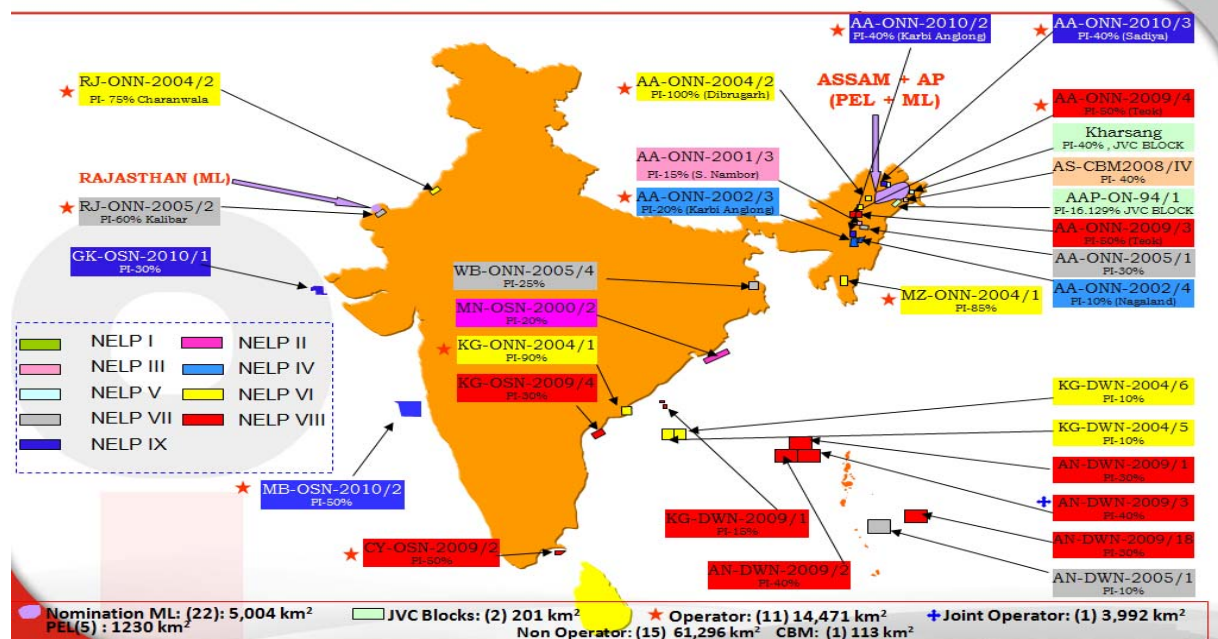 AA-ONN-2010/2
PI-40% (Karbi Anglong)
AA-ONN-2010/3
PI-40% (Sadiya)
RJ-ONN-2004/2
PI- 75% Charanwala
AA-ONN-2004/2
PI-100% (Dibrugarh)
ASSAM + AP
(PEL + ML)
AA-ONN-2009/4
PI-50% (Teok)
Kharsang
PI-40% , JVC BLOCK
AA-ONN-2001/3
PI-15% (S. Nambor)
AS-CBM2008/IV
PI- 40%
RAJASTHAN (ML)
AA-ONN-2002/3
PI-20% (Karbi Anglong)
AAP-ON-94/1
PI-16.129% JVC BLOCK
RJ-ONN-2005/2
PI-60% Kalibar
AA-ONN-2009/3
PI-50% (Teok)
GK-OSN-2010/1
PI-30%
WB-ONN-2005/4
PI-25%
AA-ONN-2005/1
PI-30%
AA-ONN-2002/4
PI-10% (Nagaland)
MZ-ONN-2004/1
PI-85%
MN-OSN-2000/2
PI-20%
KG-ONN-2004/1
PI-90%
KG-OSN-2009/4
PI-30%
NELP I
NELP II
NELP III
NELP IV
NELP V
NELP VI
NELP VII
NELP VIII
NELP IX
KG-DWN-2004/6
PI-10%
KG-DWN-2004/5
PI-10%
AN-DWN-2009/1
PI-30%
MB-OSN-2010/2
PI-50%
AN-DWN-2009/3
PI-40%
KG-DWN-2009/1
PI-15%
CY-OSN-2009/2
PI-50%
AN-DWN-2009/18
PI-30%
AN-DWN-2009/2
PI-40%
AN-DWN-2005/1
PI-10%
Nomination ML: (22): 5,004 km²
PEL(5) : 1230 km²
JVC Blocks: (2) 201 km²
Operator: (11) 14,471 km²
Joint Operator: (1) 3,992 km²
Non Operator: (15) 61,296 km² CBM: (1) 113 km²